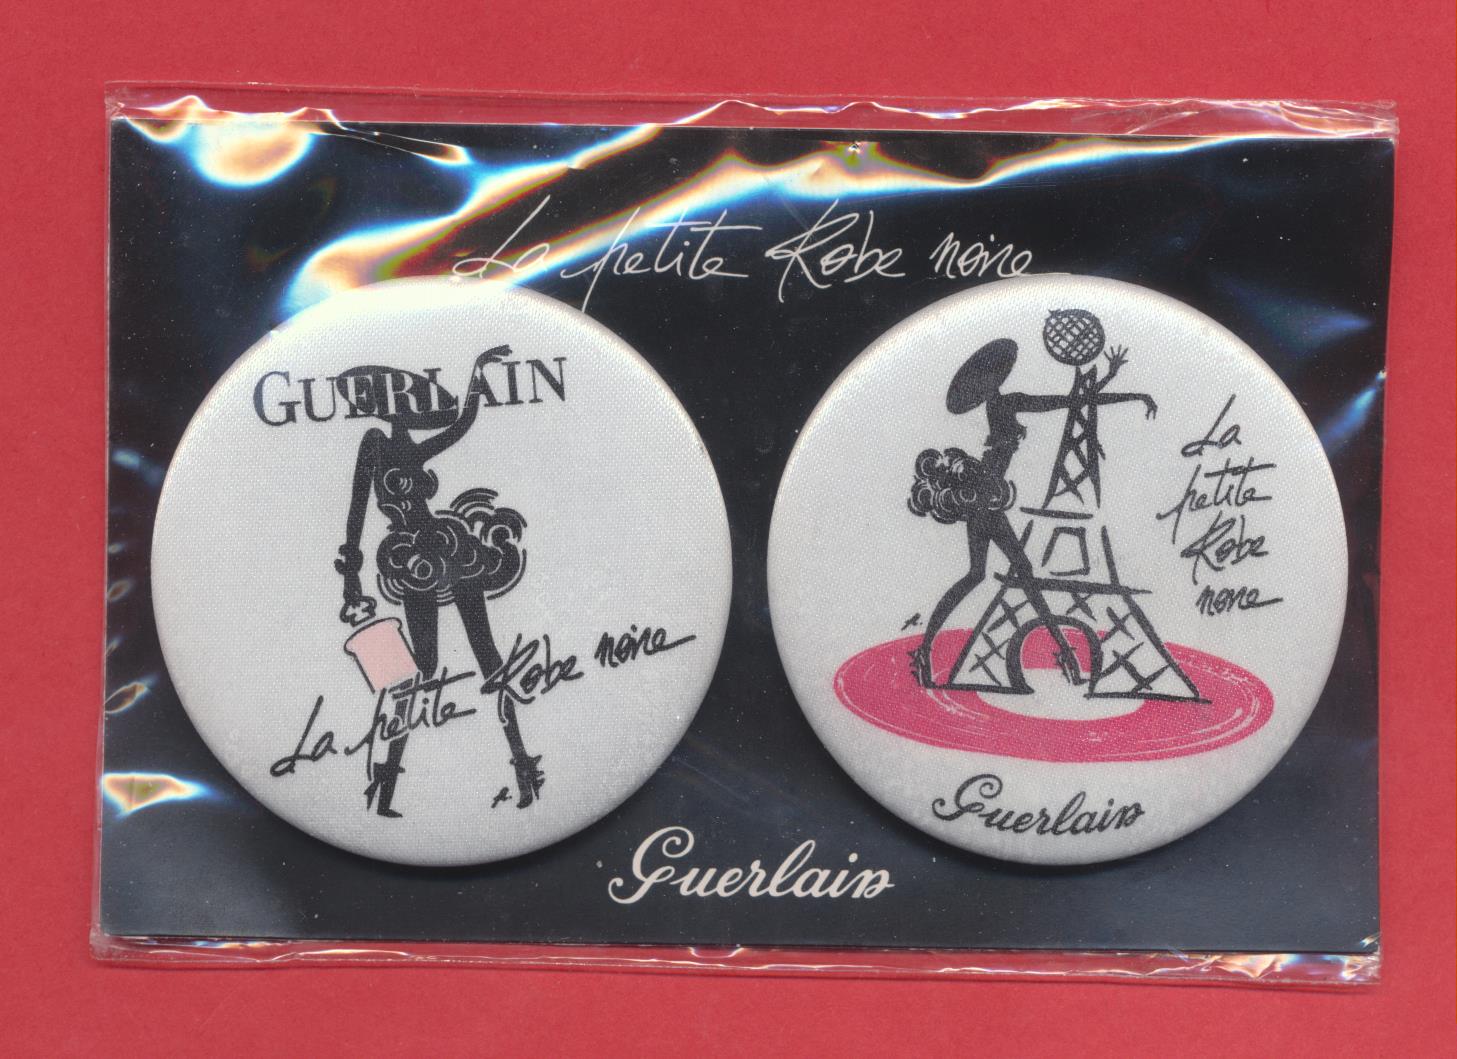 La petite Robe noire
GUERLAIN
La petite Robe noire
La
petite
Robe
noire
Guerlain
Guerlain